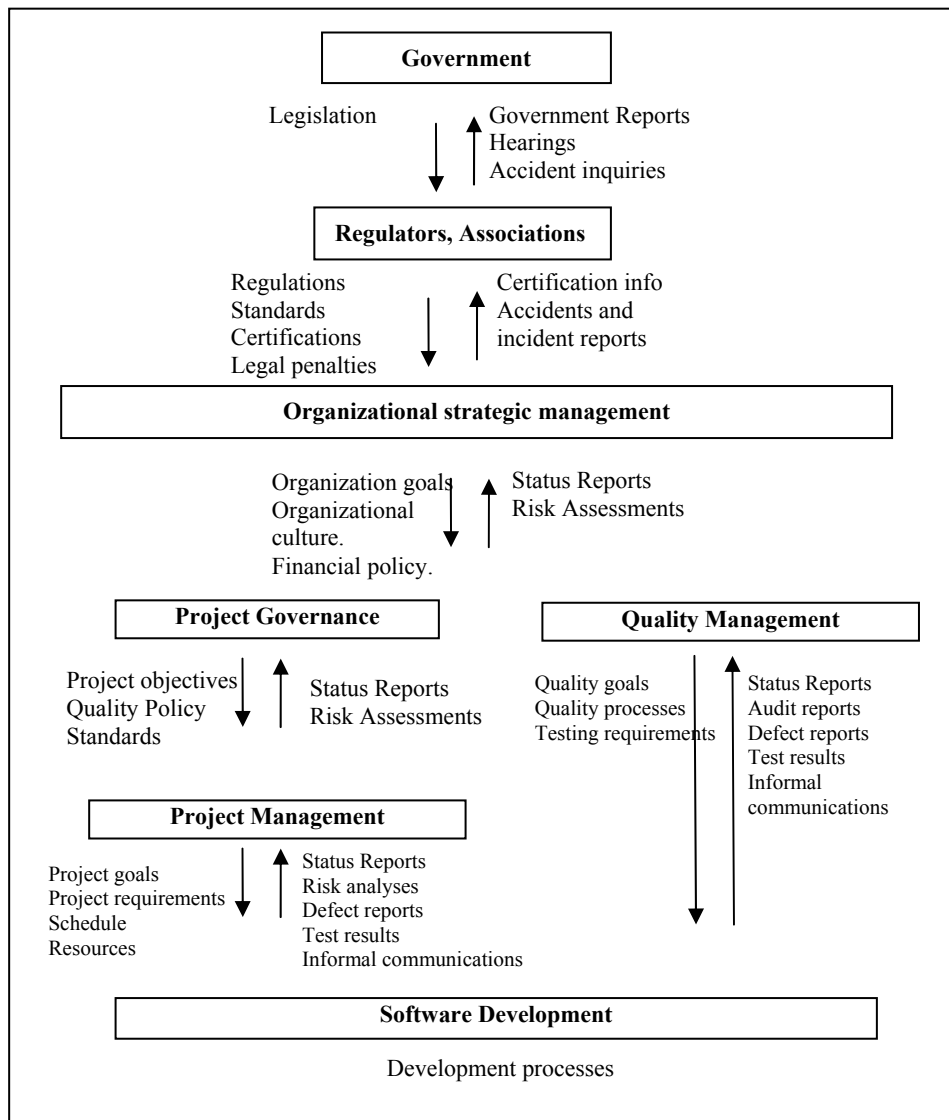 Government
Legislation
Government Reports
Hearings
Accident inquiries
Regulators, Associations
Regulations
Standards
Certifications
Legal penalties
Certification info
Accidents and
incident reports
Organizational strategic management
Organization goals
Organizational
culture.
Financial policy.
Status Reports
Risk Assessments
Project Governance
Quality Management
Project objectives
Quality Policy
Standards
Status Reports
Risk Assessments
Quality goals
Quality processes
Testing requirements
Status Reports
Audit reports
Defect reports
Test results
Informal
communications
Project Management
Project goals
Project requirements
Schedule
Resources
Status Reports
Risk analyses
Defect reports
Test results
Informal communications
Software Development
Development processes